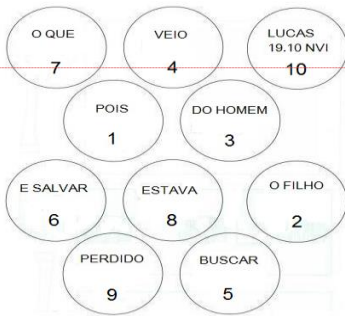 O QUE
7
VEIO
4
LUCAS
19.10 NVI
10
POIS
1
DO HOMEM
3
E SALVAR
6
ESTAVA
8
O FILHO
2
PERDIDO
9
BUSCAR
5